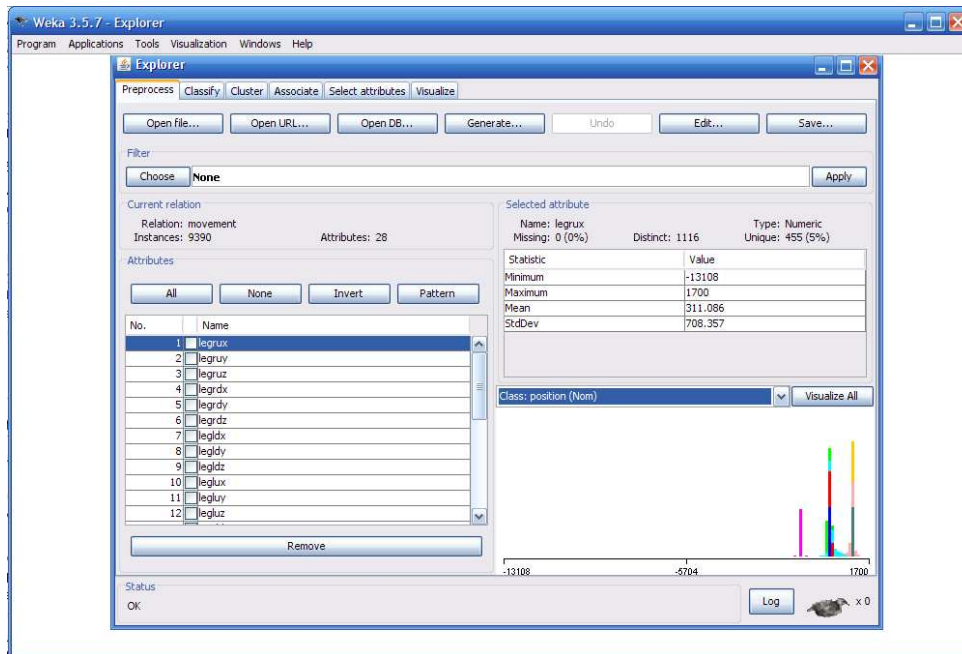 Weka 3.5.7 - Explorer
Program Applications Tools Visualization Windows Help
Explorer
Preprocess Classify Cluster Associate Select attributes Visualize
Open file... Open URL... Open DB... Generate... Undo Edit... Save...
Filter
Choose None Apply
Current relation
Relation: movement
Instances: 9390 Attributes: 28
Selected attribute
Name: legrux Type: Numeric
Missing: 0 (0%) Distinct: 1116 Unique: 455 (5%)
Statistic Value
Minimum -13108
Maximum 1700
Mean 311.086
StdDev 708.357
Attributes
All None Invert Pattern
No. Name
1 legrux
2 legruy
3 legruz
4 legrdx
5 legrdy
6 legrdz
7 legldx
8 legldy
9 legldz
10 leglux
11 legluy
12 legluz
Remove
Class: position (Nom) Visualize All
-13108 -5704 1700
Status
OK
Log x 0